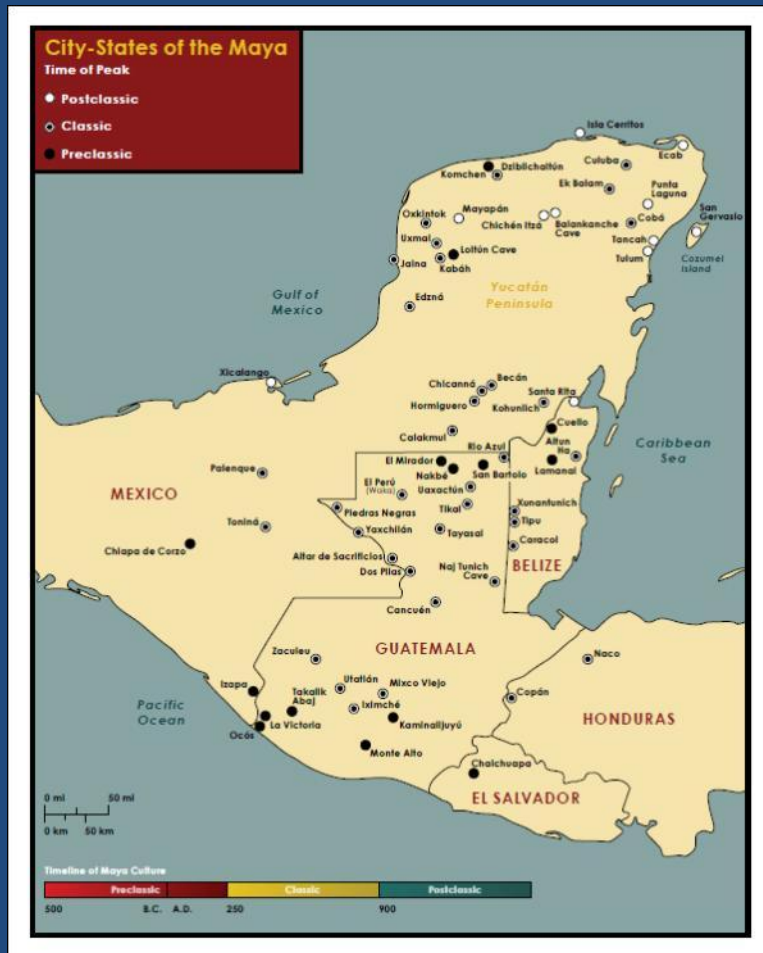 City-States of the Maya
Time of Peak
Postclassic
Classic
Preclassic
Isla Cerritos
Ecab
Dzibilchaltún
Culuba
Komchen
Ek Balam
Punta
Laguna
Oxkintok
Mayapán
Chichén Itzá
Balankanche
Cave
Cobá
San
Gervasio
Uxmal
Loltún Cave
Tancah
Tulum
Cozumel
Island
Jaina
Kabáh
Gulf of
Mexico
Yucatán
Peninsula
Edzná
Xicalango
Becán
Chicanná
Santa Rita
Hormiguero
Kohunlich
Cuello
Calakmul
Altun
Ha
Rio Azul
Caribbean
Sea
El Mirador
Lamanai
Palenque
Nakbé
San Bartolo
El Perú
(Waka)
Uaxactún
MEXICO
Xunantunich
Piedras Negras
Tikal
Tipu
Toniná
Yaxchilán
Tayasal
Caracol
Chiapa de Corzo
Altar de Sacrificios
BELIZE
Dos Pilas
Naj Tunich
Cave
Cancuén
GUATEMALA
Zaculeu
Naco
Utatlán
Mixco Viejo
Izapa
Takalik
Abaj
Copán
Pacific
Ocean
Iximché
HONDURAS
La Victoria
Kaminaljuyú
Ocós
Monte Alto
Chalchuapa
EL SALVADOR
0 mi 50 mi
0 km 50 km
Timeline of Maya Culture
Preclassic Classic Postclassic
500 B.C. A.D. 250 900